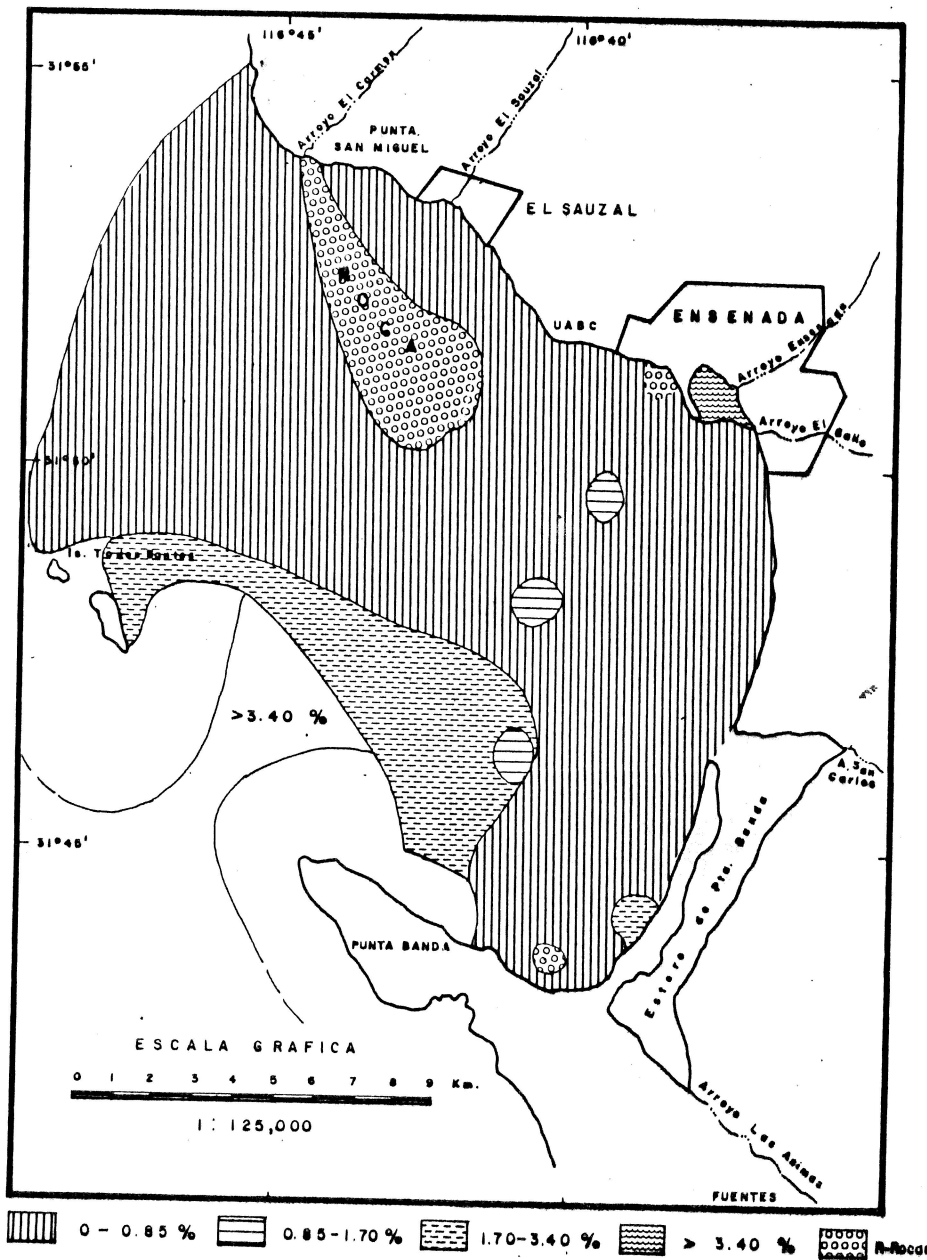 116°45'
116°40'
31°55'
Arroyo El Carmen
Arroyo El Sauzal
PUNTA
SAN MIGUEL
EL SAUZAL
ROCA
UABC
ENSENADA
Arroyo Ensenada
Arroyo El Gallo
31°50'
Is. Todos Santos
>3.40 %
A. San
Carlos
31°45'
Estero de Pta. Banda
PUNTA BANDA
ESCALA GRAFICA
0 1 2 3 4 5 6 7 8 9 Km.
1:125,000
Arroyo Las Animas
FUENTES
0-0.85 %
0.85-1.70 %
1.70-3.40 %
> 3.40 %